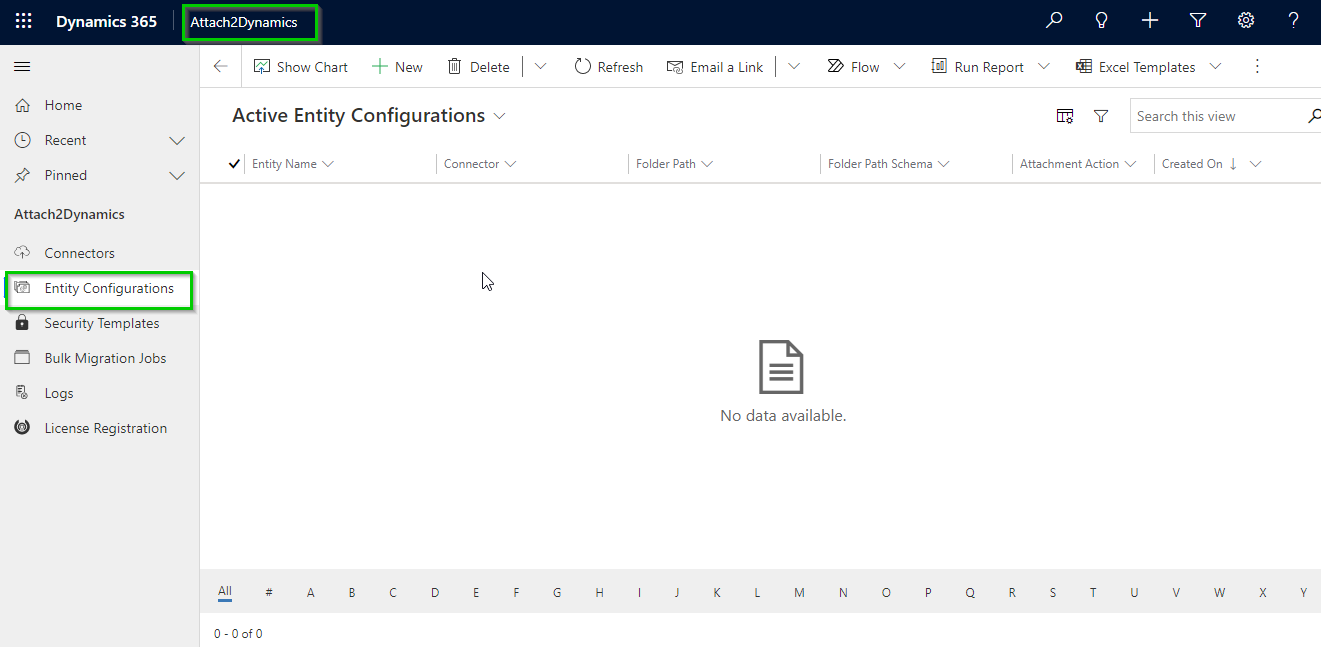 Dynamics 365 Attach2Dynamics
Show Chart New Delete Refresh Email a Link Flow Run Report Excel Templates
Home
Recent
Pinned
Attach2Dynamics
Connectors
Entity Configurations
Security Templates
Bulk Migration Jobs
Logs
License Registration
Active Entity Configurations
Search this view
Entity Name Connector Folder Path Folder Path Schema Attachment Action Created On ↓
No data available.
All # A B C D E F G H I J K L M N O P Q R S T U V W X Y
0 - 0 of 0